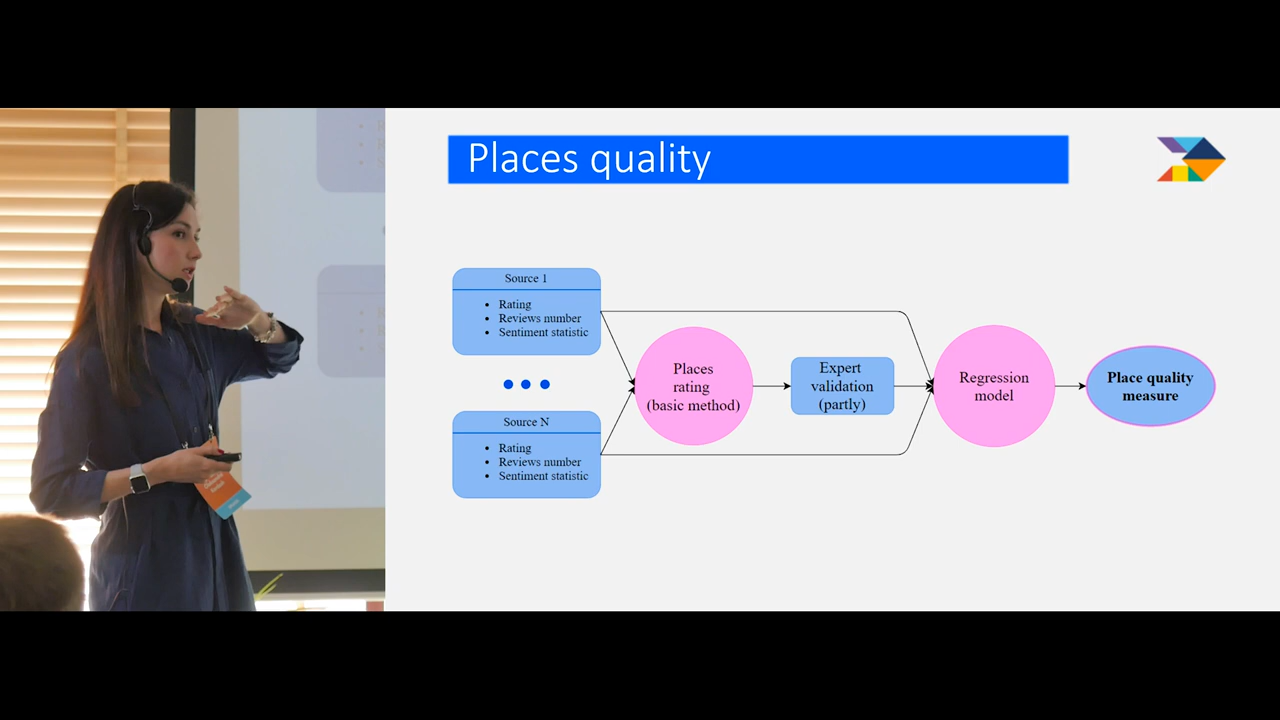 Places quality
Source 1
• Rating
• Reviews number
• Sentiment statistic
Source N
• Rating
• Reviews number
• Sentiment statistic
Places
rating
(basic method)
Expert
validation
(partly)
Regression
model
Place quality
measure